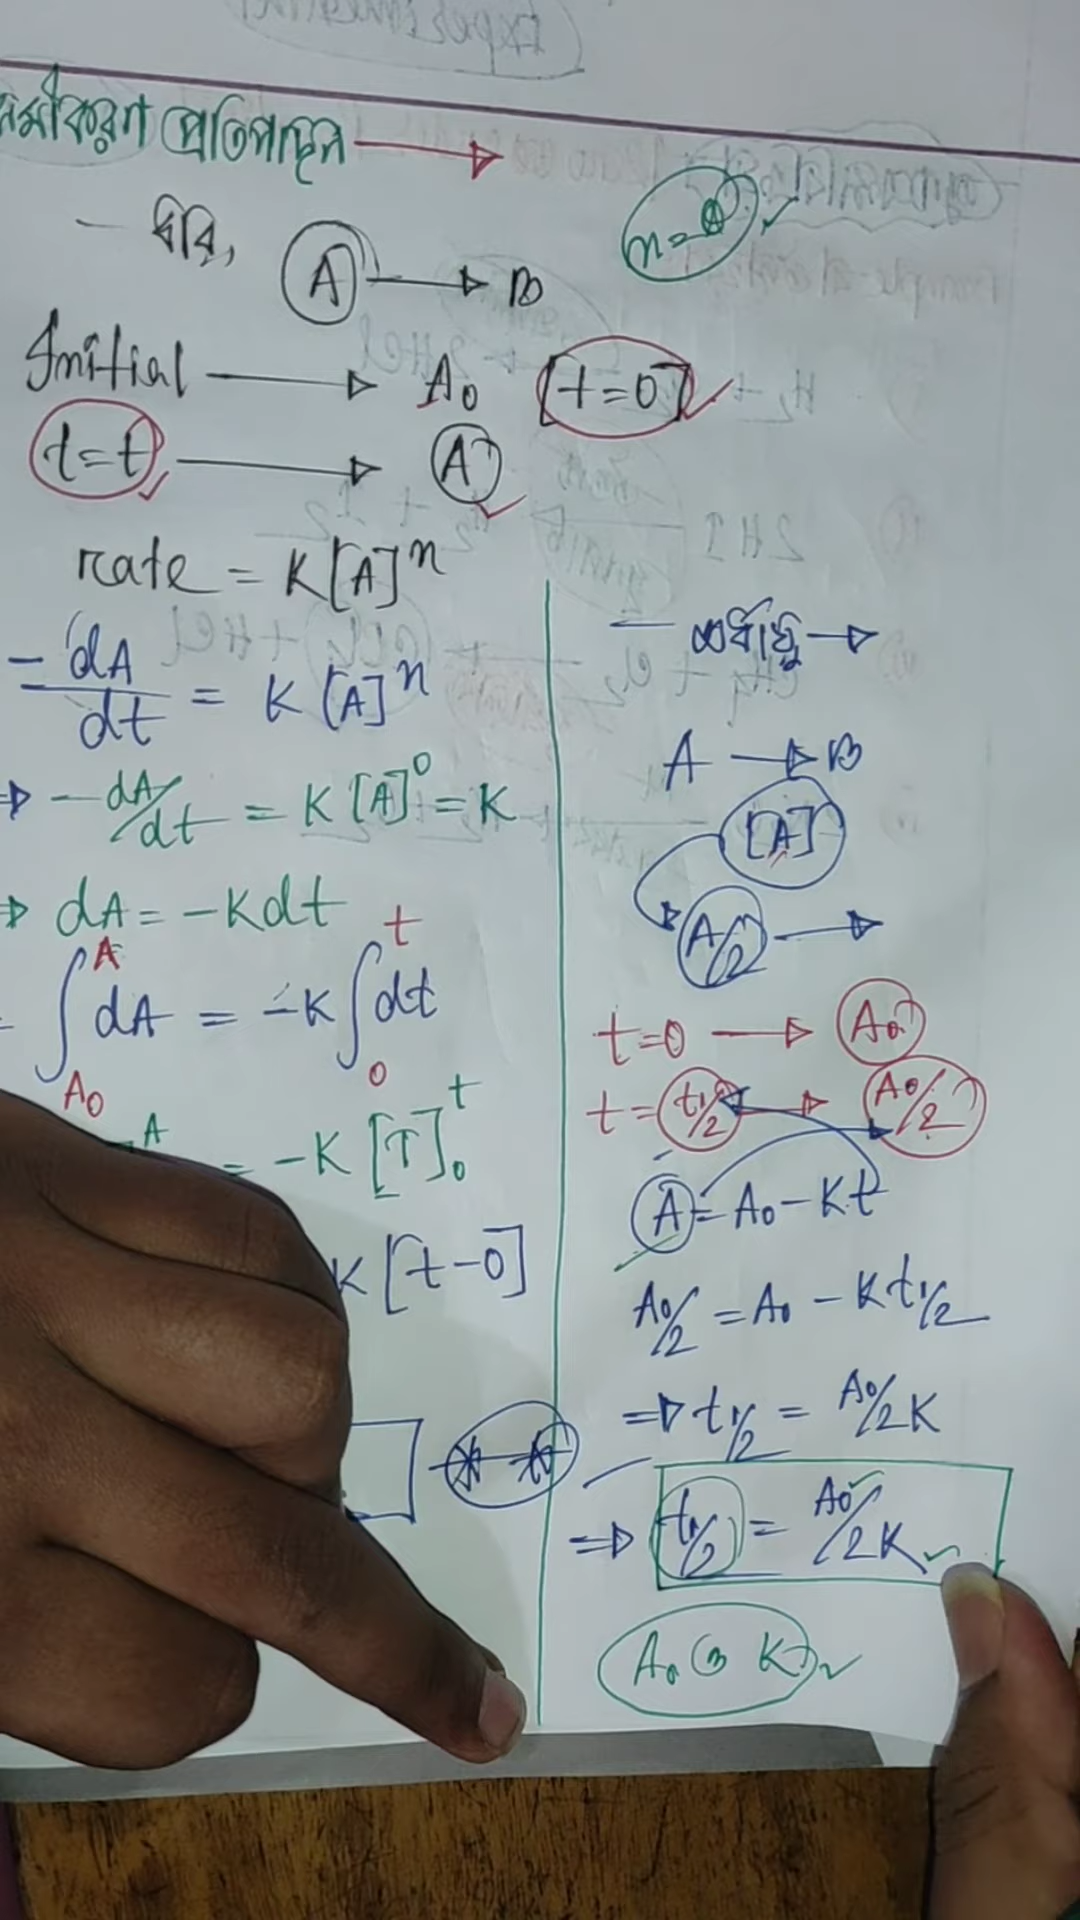 সমীকরণ প্রতিপাদন →
n = 0 ✓
— ধরি, A → B
Initial → A₀ [t=0] ✓
t=t → A
rate = K[A]ⁿ
-dA/dt = K[A]ⁿ
⇒ -dA/dt = K[A]⁰ = K
⇒ dA = -Kdt
∫_{A₀}^{A} dA = -K∫_{0}^{t} dt
= -K[T]₀ᵗ
K[t-0]
— অর্ধায়ু →
A → B
[A]
A/2 →
t=0 → A₀
t = t1/2 → A₀/2
A = A₀ - Kt
A₀/2 = A₀ - Kt1/2
⇒ t1/2 = A₀/2K
⇒ t1/2 = A₀/2K ✓
A₀ ও K ✓